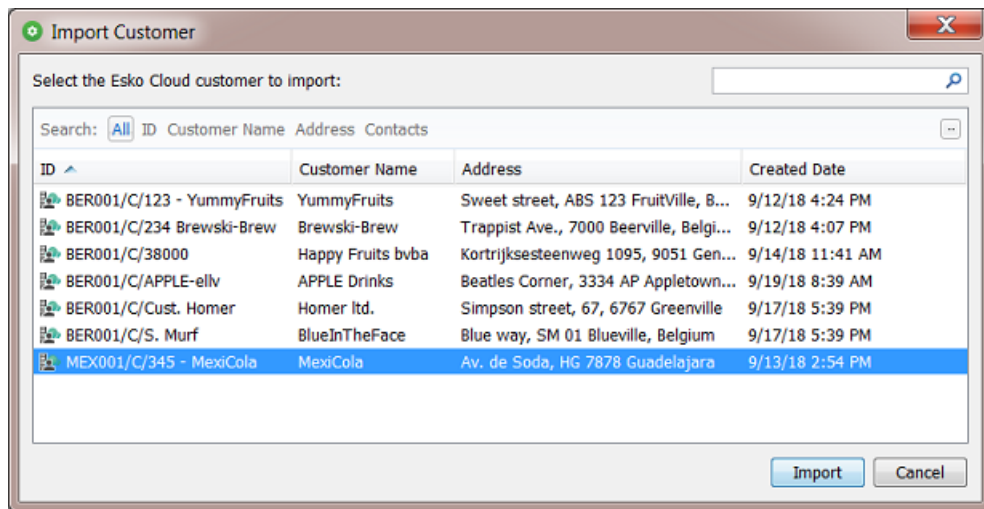 Import Customer
Select the Esko Cloud customer to import:
Search: All ID Customer Name Address Contacts
ID Customer Name Address Created Date
BER001/C/123 - YummyFruits YummyFruits Sweet street, ABS 123 FruitVille, B... 9/12/18 4:24 PM
BER001/C/234 Brewski-Brew Brewski-Brew Trappist Ave., 7000 Beerville, Belgi... 9/12/18 4:07 PM
BER001/C/38000 Happy Fruits bvba Kortrijksesteenweg 1095, 9051 Gen... 9/14/18 11:41 AM
BER001/C/APPLE-ellv APPLE Drinks Beatles Corner, 3334 AP Appletown... 9/19/18 8:39 AM
BER001/C/Cust. Homer Homer ltd. Simpson street, 67, 6767 Greenville 9/17/18 5:39 PM
BER001/C/S. Murf BlueInTheFace Blue way, SM 01 Blueville, Belgium 9/17/18 5:39 PM
MEX001/C/345 - MexiCola MexiCola Av. de Soda, HG 7878 Guadelajara 9/13/18 2:54 PM
Import Cancel